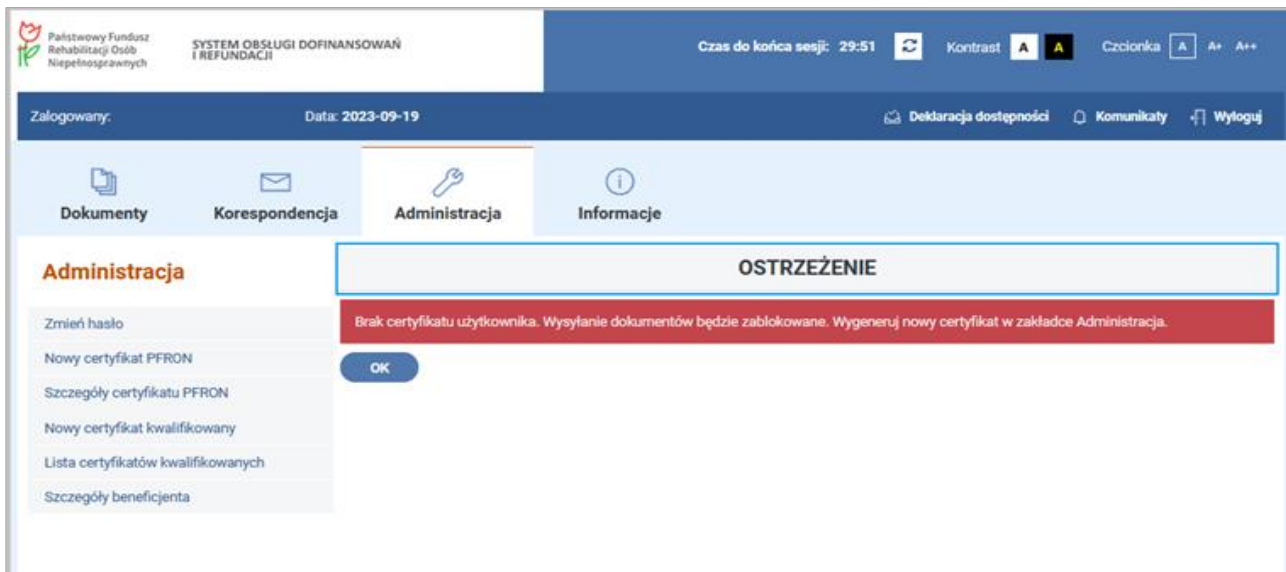 Państwowy Fundusz
Rehabilitacji Osób
Niepełnosprawnych
SYSTEM OBSŁUGI DOFINANSOWAŃ
I REFUNDACJI
Czas do końca sesji: 29:51
Kontrast A A
Czcionka A A+ A++
Zalogowany:
Data: 2023-09-19
Deklaracja dostępności
Komunikaty
Wyloguj
Dokumenty
Korespondencja
Administracja
Informacje
Administracja
Zmień hasło
Nowy certyfikat PFRON
Szczegóły certyfikatu PFRON
Nowy certyfikat kwalifikowany
Lista certyfikatów kwalifikowanych
Szczegóły beneficjenta
OSTRZEŻENIE
Brak certyfikatu użytkownika. Wysyłanie dokumentów będzie zablokowane. Wygeneruj nowy certyfikat w zakładce Administracja.
OK